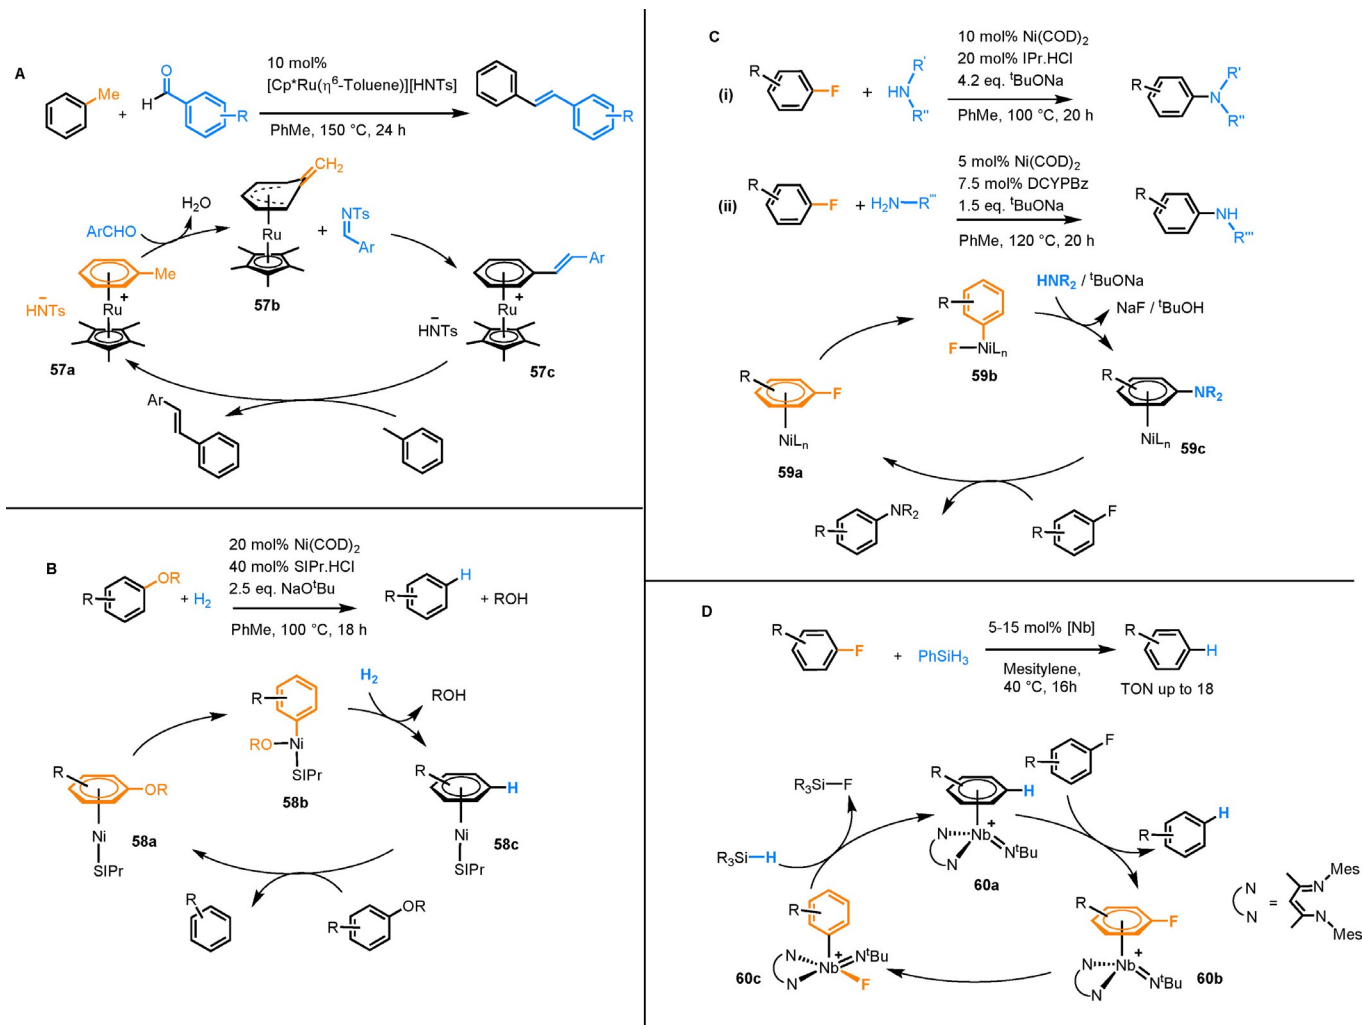 A
Me
+
O
H
R
10 mol%
[Cp*Ru(η⁶-Toluene)][HNTs]
PhMe, 150 °C, 24 h
R
H₂O
ArCHO
CH₂
Ru
57b
+
NTs
Ar
Me
+
Ru
HNTs
57a
Ar
+
Ru
HNTs
57c
Ar
B
R
OR
+ H₂
20 mol% Ni(COD)₂
40 mol% SIPr.HCl
2.5 eq. NaOᵗBu
PhMe, 100 °C, 18 h
R
H
+ ROH
R
RO
Ni
SIPr
58b
H₂
ROH
R
OR
Ni
SIPr
58a
R
H
Ni
SIPr
58c
R
R
OR
C
(i)
R
F
+
HN
R'
R"
10 mol% Ni(COD)₂
20 mol% IPr.HCl
4.2 eq. ᵗBuONa
PhMe, 100 °C, 20 h
R
N
R'
R"
(ii)
R
F
+ H₂N
R'''
5 mol% Ni(COD)₂
7.5 mol% DCYPBz
1.5 eq. ᵗBuONa
PhMe, 120 °C, 20 h
R
NH
R'''
R
F
NiLₙ
59b
HNR₂ / ᵗBuONa
NaF / ᵗBuOH
R
F
NiLₙ
59a
R
NR₂
NiLₙ
59c
R
NR₂
R
F
D
R
F
+ PhSiH₃
5-15 mol% [Nb]
Mesitylene,
40 °C, 16h
R
H
TON up to 18
R₃Si—F
R₃Si—H
R
H
+
N
N
Nb
NᵗBu
60a
R
F
R
H
R
+
N
N
Nb
NᵗBu
F
60c
R
F
+
N
N
Nb
NᵗBu
60b
N
N
=
N
Mes
N
Mes